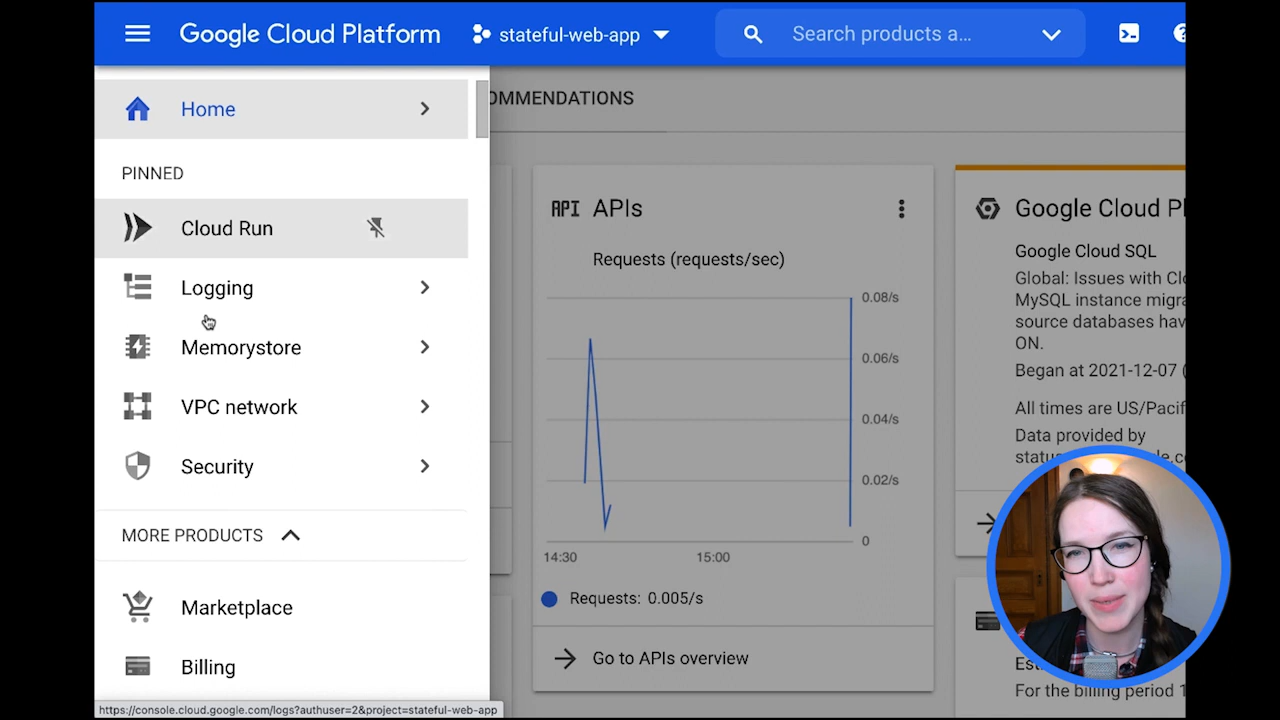 Google Cloud Platform
stateful-web-app
Search products a...
Home
PINNED
Cloud Run
Logging
Memorystore
VPC network
Security
MORE PRODUCTS
Marketplace
Billing
https://console.cloud.google.com/logs?authuser=2&project=stateful-web-app
OMMENDATIONS
API APIs
Requests (requests/sec)
0.08/s
0.06/s
0.04/s
0.02/s
0
14:30
15:00
Requests: 0.005/s
Go to APIs overview
Google Cloud Pl
Google Cloud SQL
Global: Issues with Clo
MySQL instance migra
source databases hav
ON.
Began at 2021-12-07 (
All times are US/Pacif
Data provided by
For the billing period 1